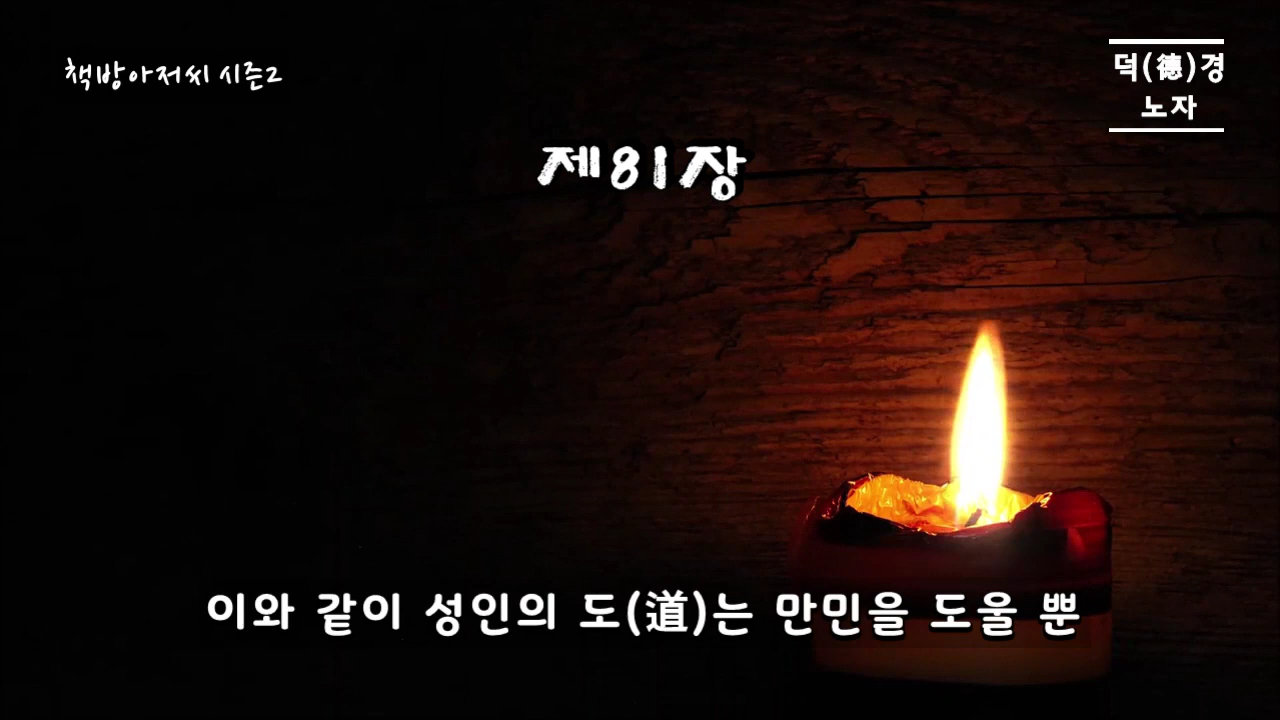 책방아저씨 시즌2
덕(德)경
노자
제81장
이와 같이 성인의 도(道)는 만민을 도울 뿐